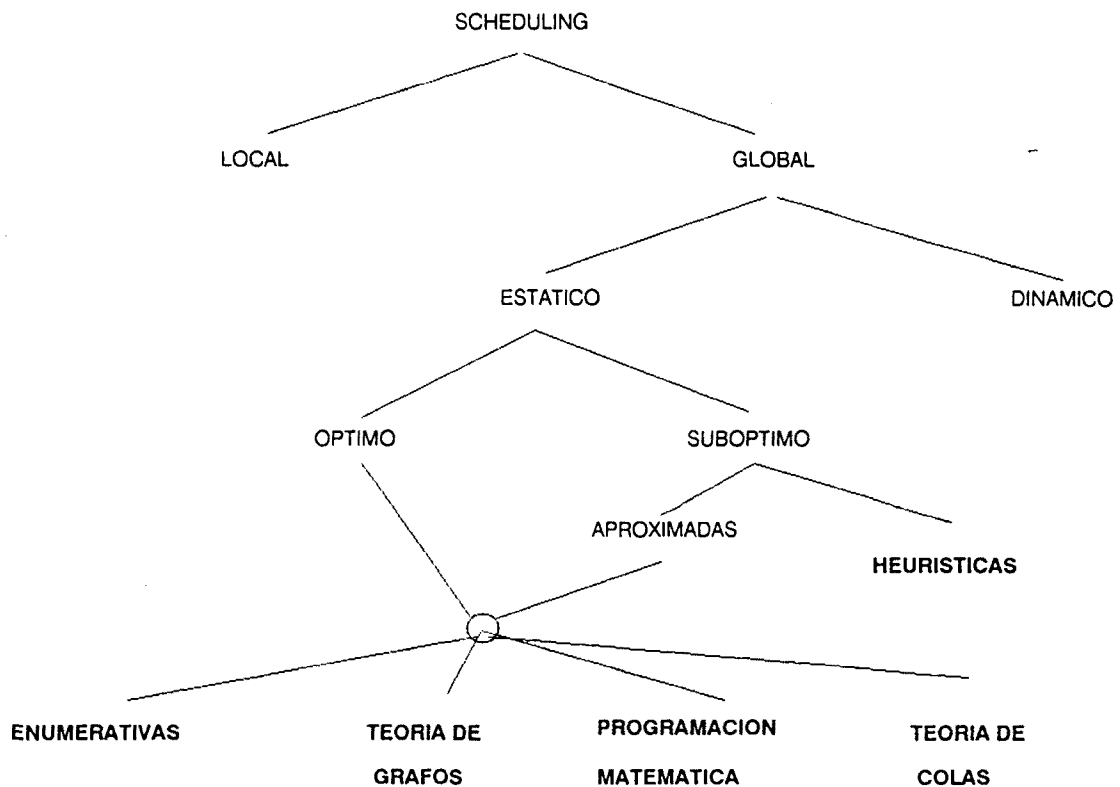 SCHEDULING
LOCAL
GLOBAL
ESTATICO
DINAMICO
OPTIMO
SUBOPTIMO
APROXIMADAS
HEURISTICAS
ENUMERATIVAS
TEORIA DE
GRAFOS
PROGRAMACION
MATEMATICA
TEORIA DE
COLAS